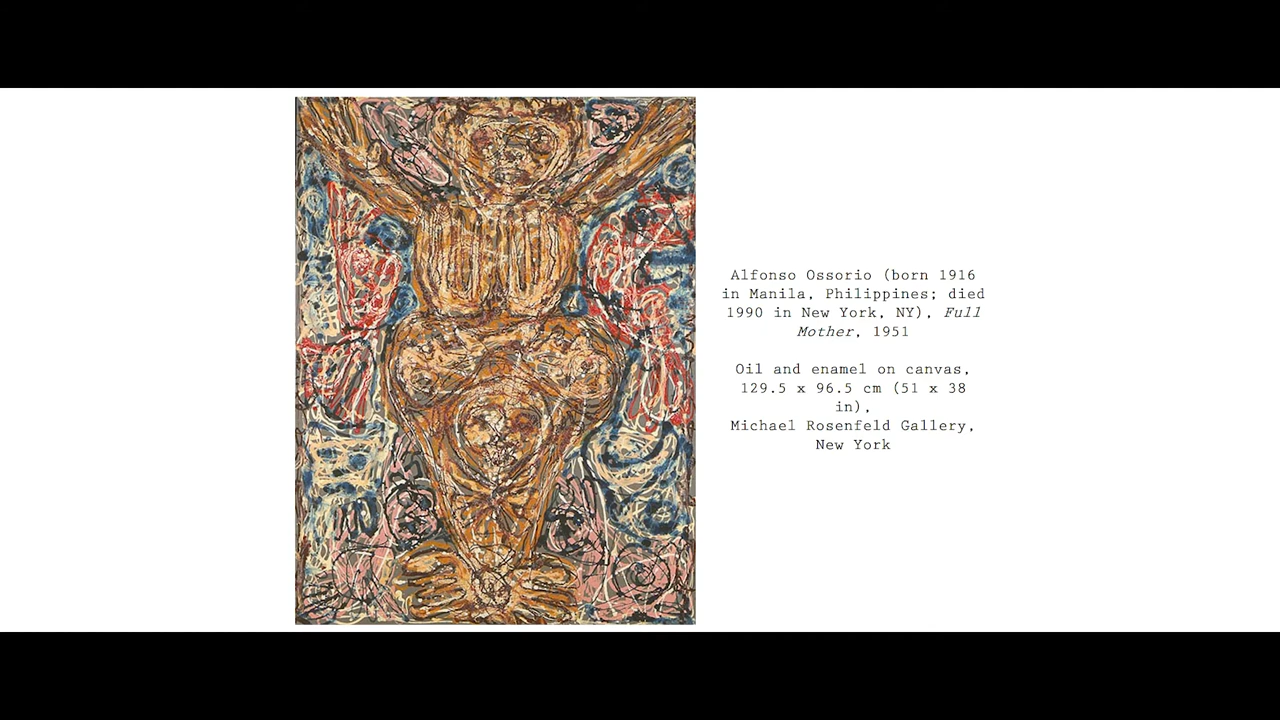 Alfonso Ossorio (born 1916
in Manila, Philippines; died
1990 in New York, NY), Full
Mother, 1951
Oil and enamel on canvas,
129.5 x 96.5 cm (51 x 38
in),
Michael Rosenfeld Gallery,
New York